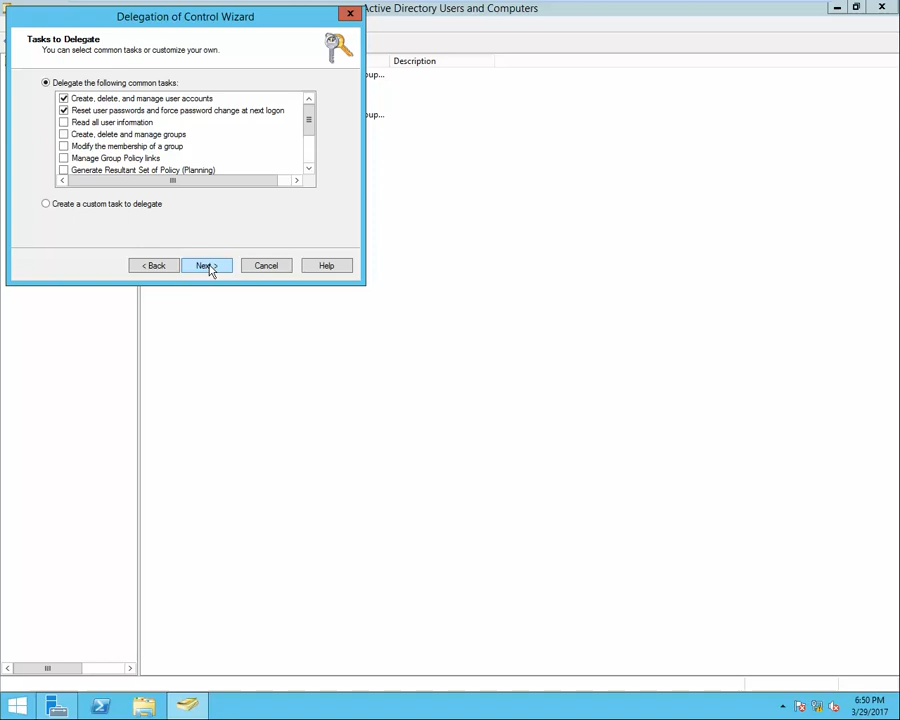 Delegation of Control Wizard
Active Directory Users and Computers
Tasks to Delegate
You can select common tasks or customize your own.
Description
Delegate the following common tasks:
Create, delete, and manage user accounts
Reset user passwords and force password change at next logon
Read all user information
Create, delete and manage groups
Modify the membership of a group
Manage Group Policy links
Generate Resultant Set of Policy (Planning)
oup...
oup...
Create a custom task to delegate
< Back
Next >
Cancel
Help
6:50 PM
3/29/2017